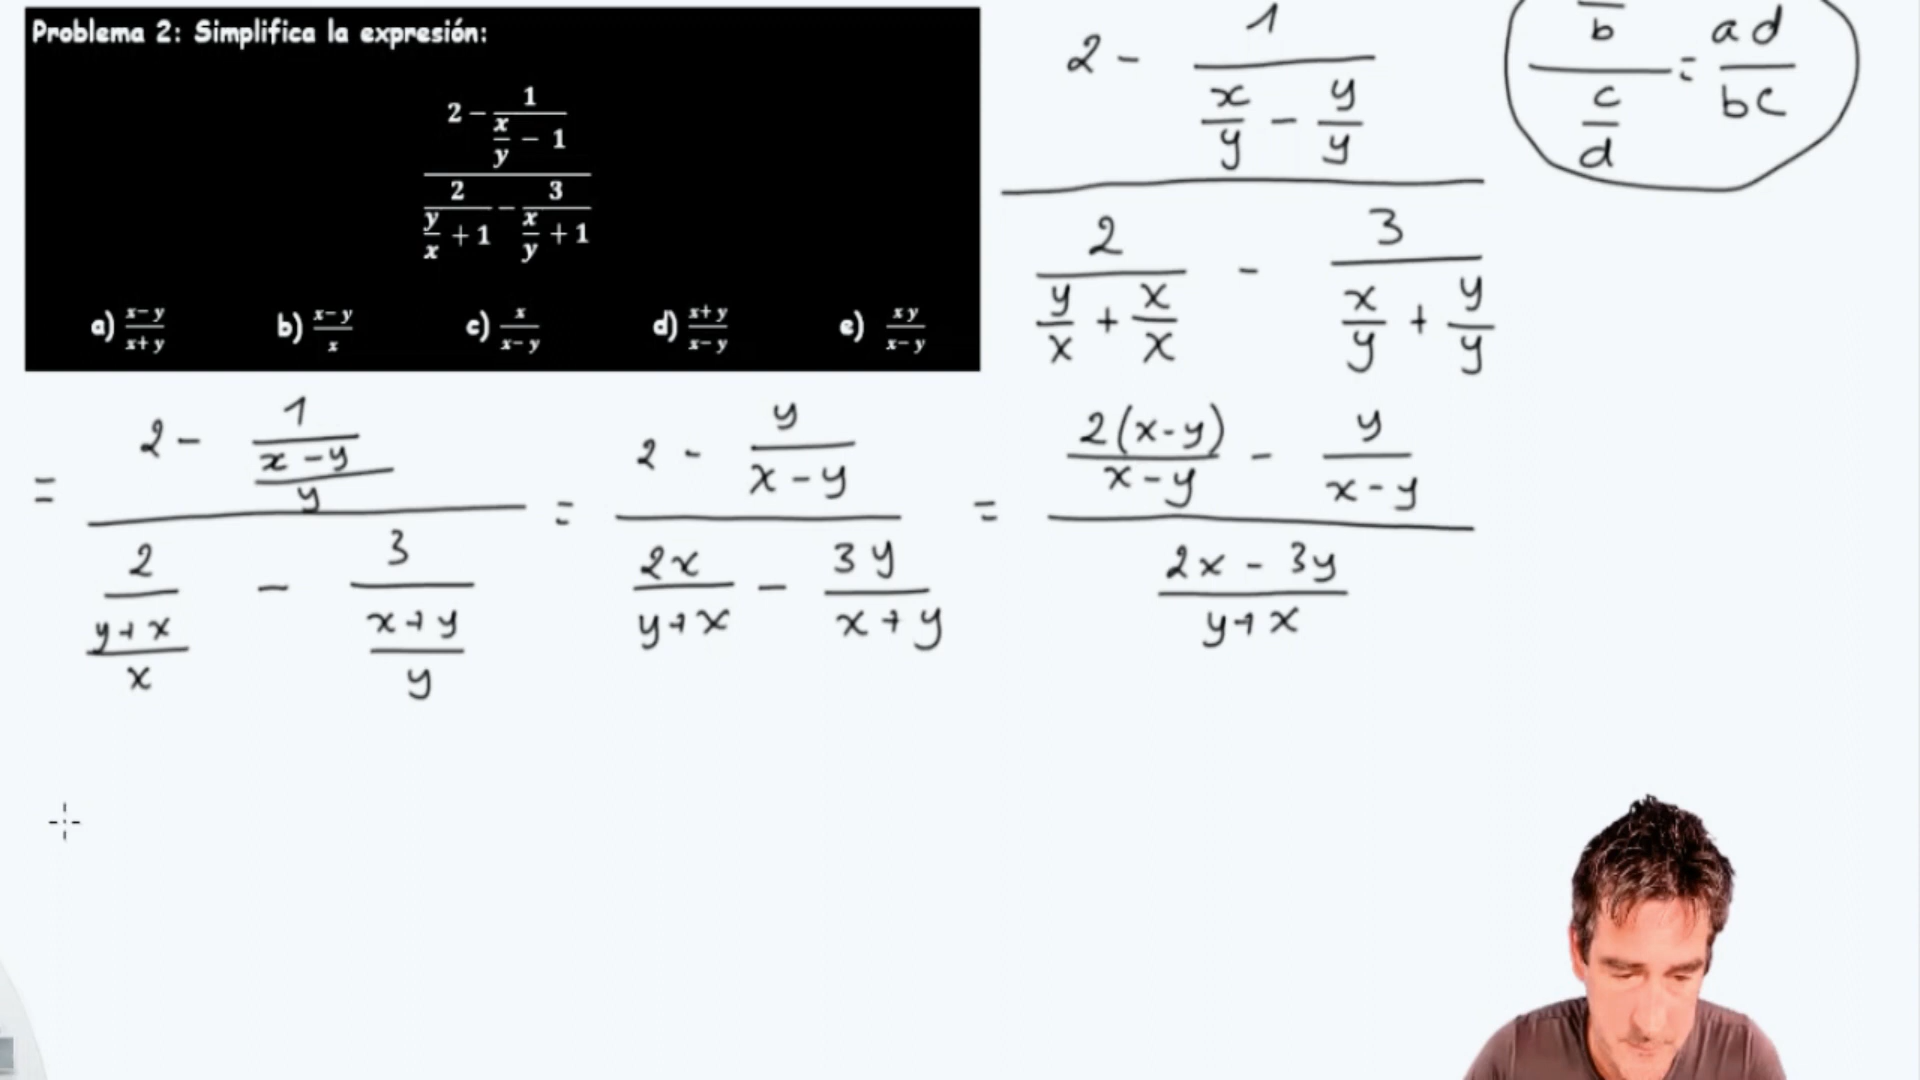 Problema 2: Simplifica la expresión:
2 - 1 / (x/y - 1)
2 / (y/x + 1) - 3 / (x/y + 1)
a) x-y / x+y b) x-y / x c) x / x-y d) x+y / x-y e) xy / x-y
2 - 1 / (x/y - y/y)
2 / (y/x + x/x) - 3 / (x/y + y/y)
b / (c/d) = ad / bc
= 2 - 1 / ((x-y)/y)
2 / ((y+x)/x) - 3 / ((x+y)/y)
= 2 - y / (x-y)
2x / (y+x) - 3y / (x+y)
= 2(x-y) / (x-y) - y / (x-y)
2x - 3y / (y+x)